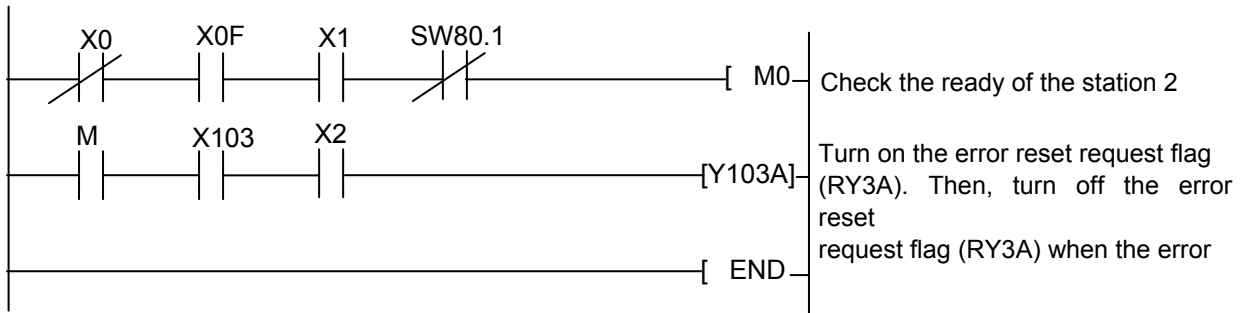 X0 X0F X1 SW80.1
[ M0
Check the ready of the station 2
M X103 X2
[Y103A]
Turn on the error reset request flag
(RY3A). Then, turn off the error
reset
request flag (RY3A) when the error
[ END